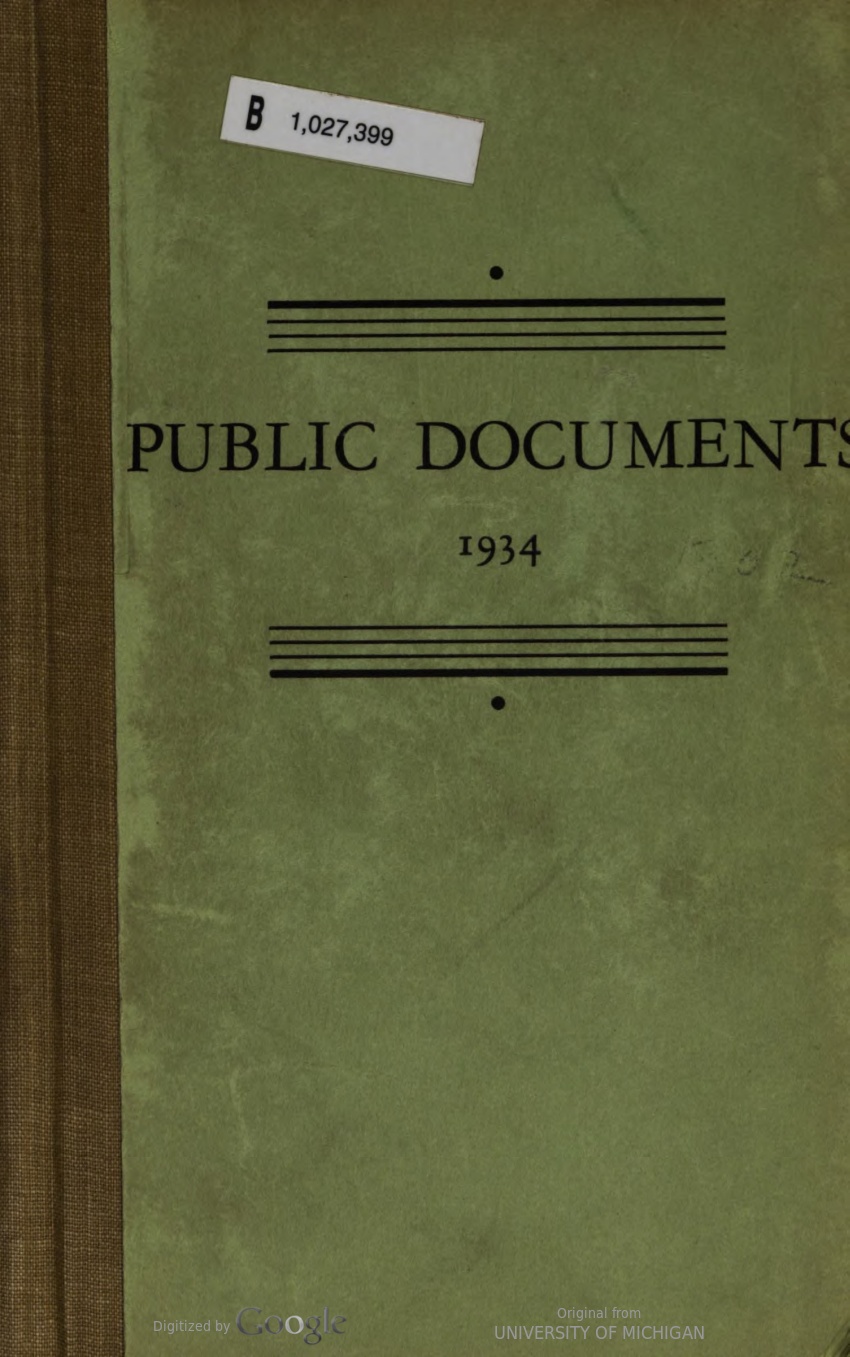 B 1,027,399
PUBLIC DOCUMENTS
1934
Digitized by Google
Original from
UNIVERSITY OF MICHIGAN